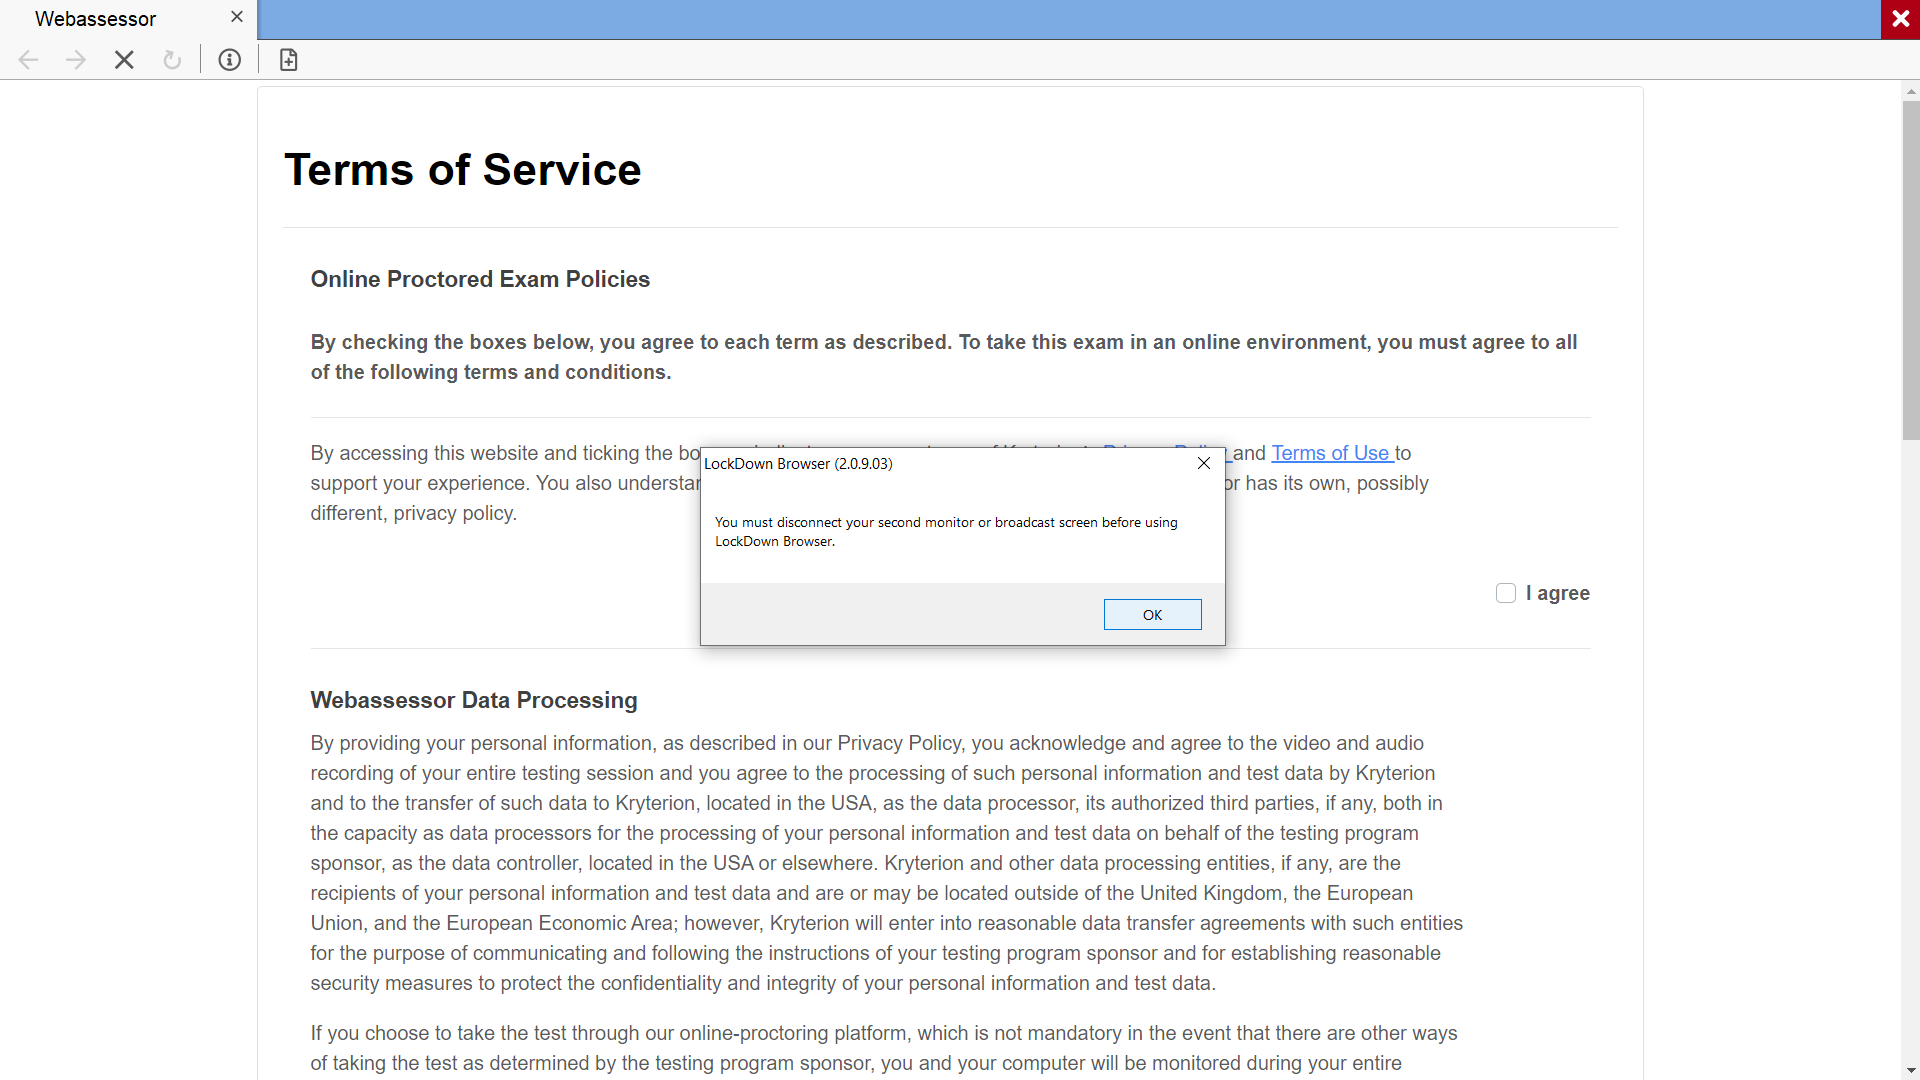 Webassessor
Terms of Service
Online Proctored Exam Policies
By checking the boxes below, you agree to each term as described. To take this exam in an online environment, you must agree to all
of the following terms and conditions.
By accessing this website and ticking the and Terms of Use to
support your experience. You also or has its own, possibly
different, privacy policy.
LockDown Browser (2.0.9.03)
You must disconnect your second monitor or broadcast screen before using
LockDown Browser.
OK
I agree
Webassessor Data Processing
By providing your personal information, as described in our Privacy Policy, you acknowledge and agree to the video and audio
recording of your entire testing session and you agree to the processing of such personal information and test data by Kryterion
and to the transfer of such data to Kryterion, located in the USA, as the data processor, its authorized third parties, if any, both in
the capacity as data processors for the processing of your personal information and test data on behalf of the testing program
sponsor, as the data controller, located in the USA or elsewhere. Kryterion and other data processing entities, if any, are the
recipients of your personal information and test data and are or may be located outside of the United Kingdom, the European
Union, and the European Economic Area; however, Kryterion will enter into reasonable data transfer agreements with such entities
for the purpose of communicating and following the instructions of your testing program sponsor and for establishing reasonable
security measures to protect the confidentiality and integrity of your personal information and test data.
If you choose to take the test through our online-proctoring platform, which is not mandatory in the event that there are other ways
of taking the test as determined by the testing program sponsor, you and your computer will be monitored during your entire